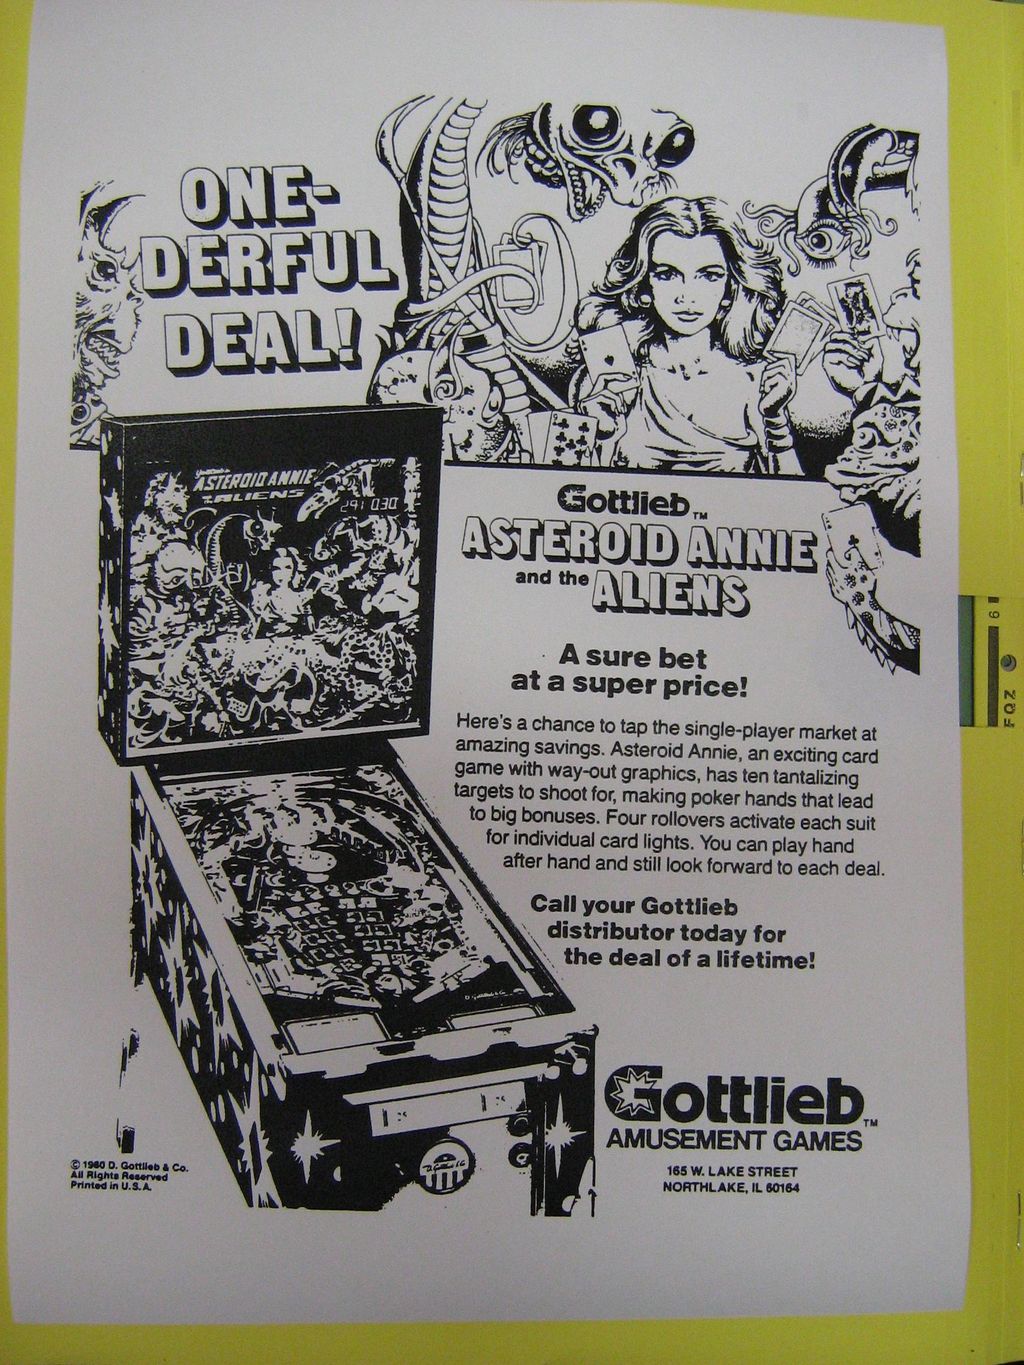 ONE-
DERFUL
DEAL!
ASTEROID ANNIE
ALIENS
Gottlieb™
ASTEROID ANNIE
and the ALIENS
A sure bet
at a super price!
Here's a chance to tap the single-player market at
amazing savings. Asteroid Annie, an exciting card
game with way-out graphics, has ten tantalizing
targets to shoot for, making poker hands that lead
to big bonuses. Four rollovers activate each suit
for individual card lights. You can play hand
after hand and still look forward to each deal.
Call your Gottlieb
distributor today for
the deal of a lifetime!
Gottlieb™
AMUSEMENT GAMES
165 W. LAKE STREET
NORTHLAKE, IL 60164
© 1980 D. Gottlieb & Co.
All Rights Reserved
Printed in U.S.A.